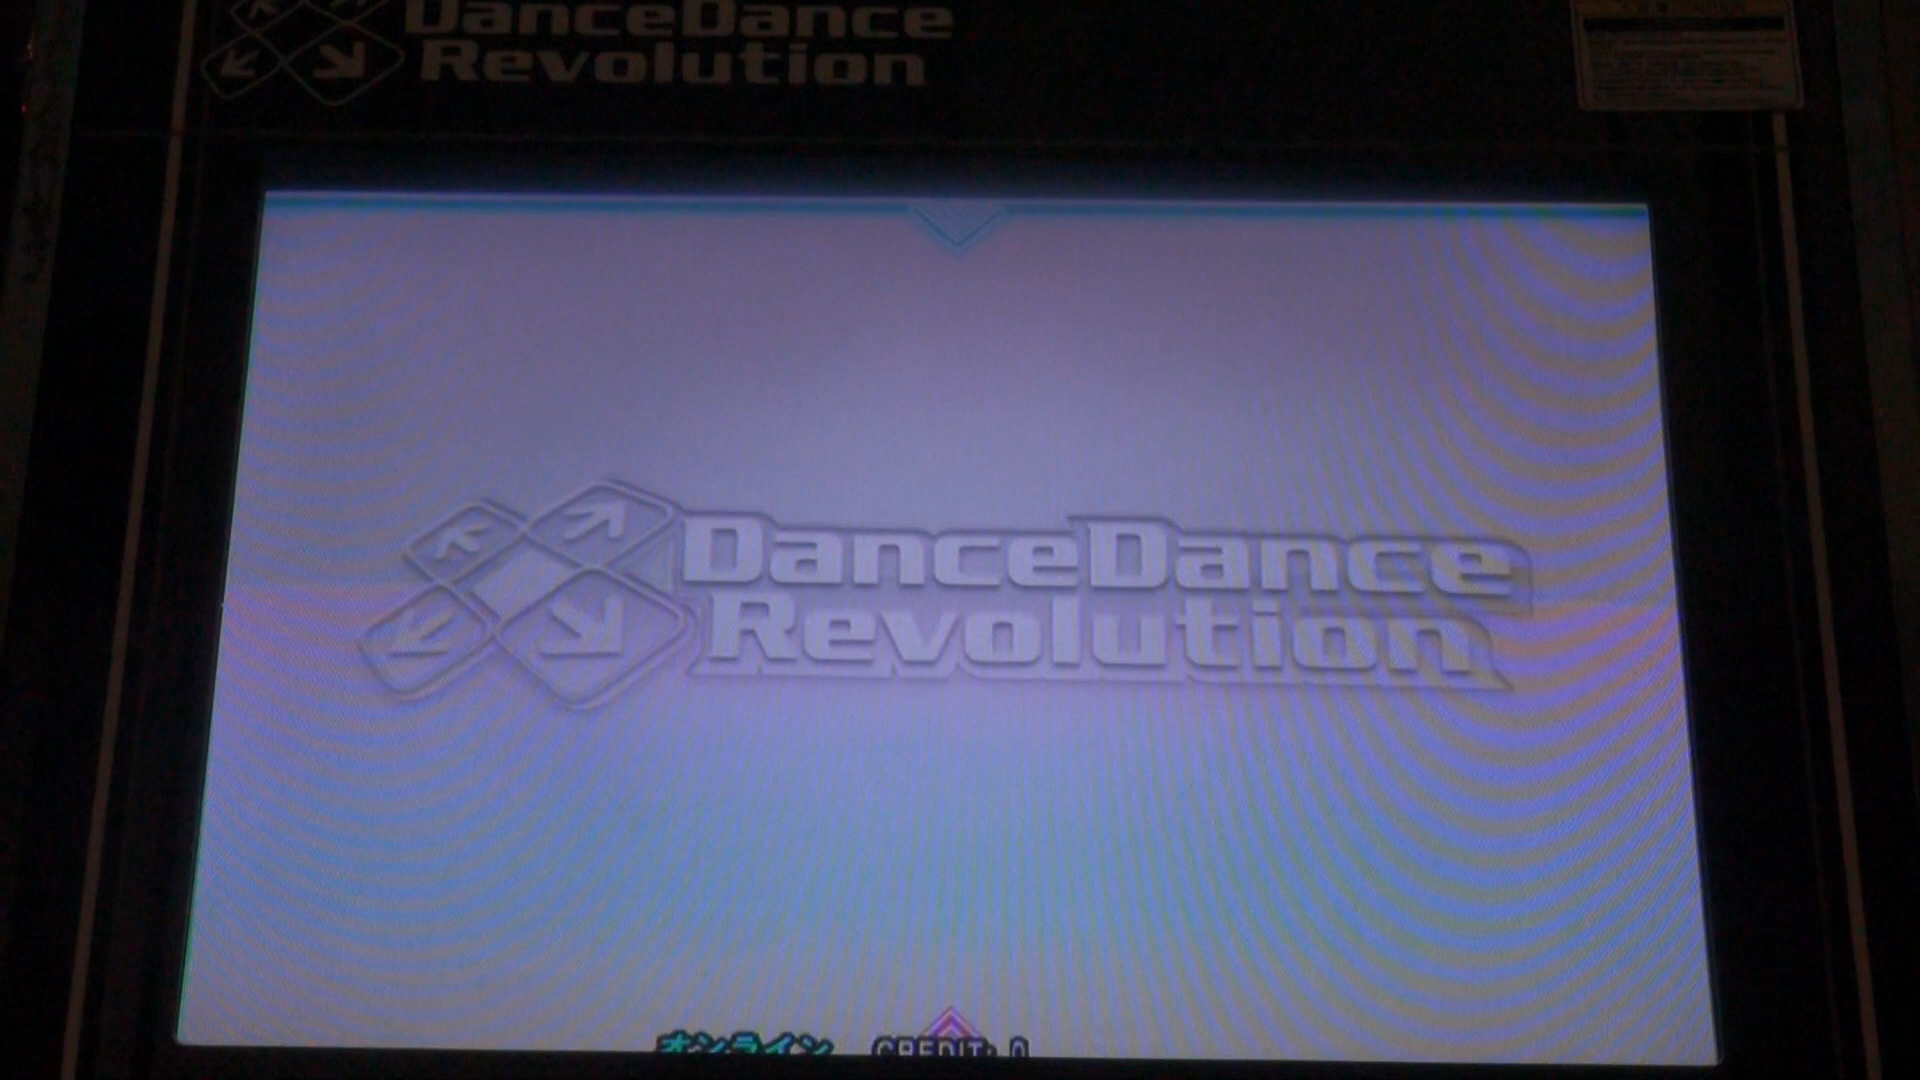 DanceDance
Revolution
DanceDance
Revolution
オンライン CREDIT: 0